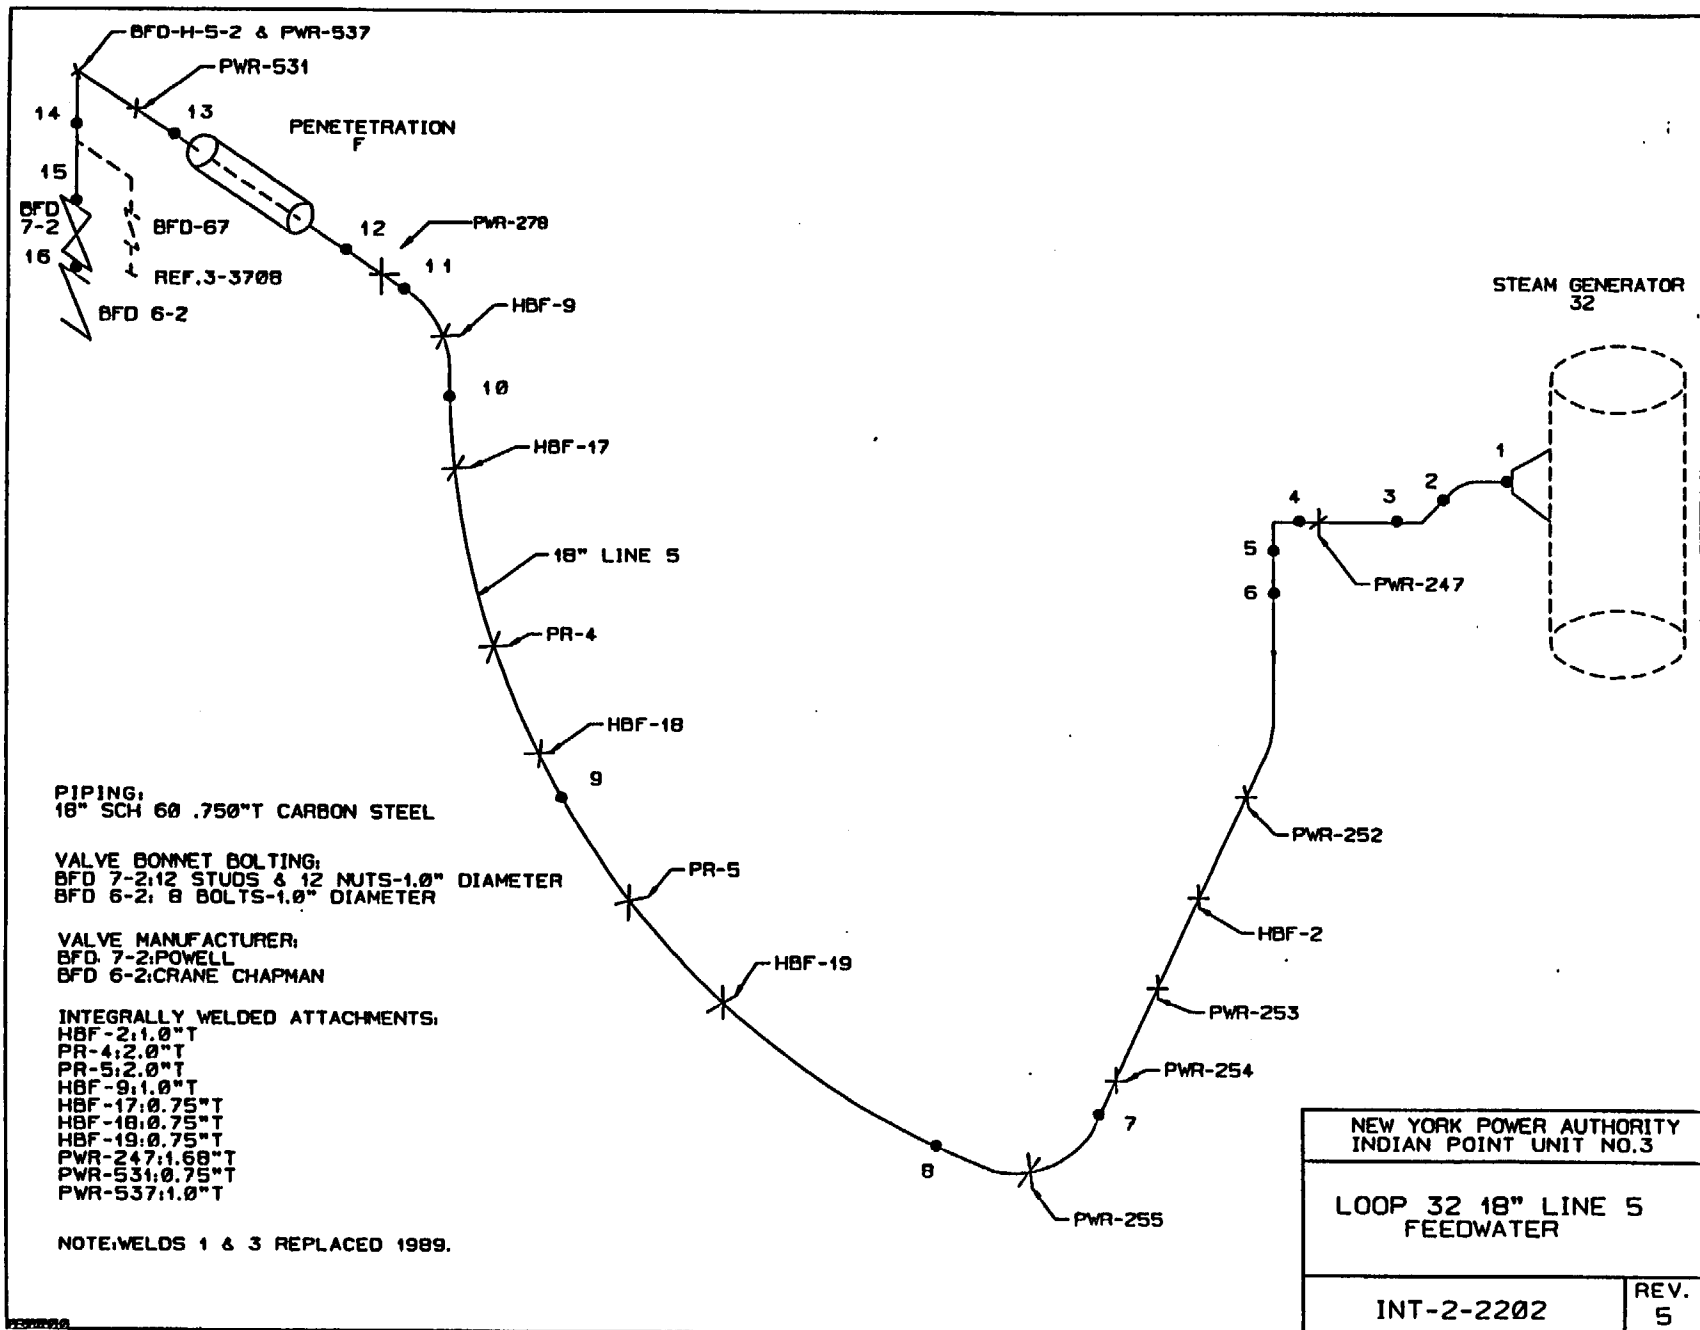 BFD-H-5-2 & PWR-537
PWR-531
14
13
PENETETRATION
F
15
BFD
7-2
BFD-67
16
REF.3-3708
BFD 6-2
12
PWR-278
11
HBF-9
10
HBF-17
18" LINE 5
PR-4
HBF-18
9
PR-5
HBF-19
8
PWR-255
7
PWR-254
PWR-253
HBF-2
PWR-252
6
5
4
PWR-247
3
2
1
STEAM GENERATOR
32
PIPING:
18" SCH 60 .750"T CARBON STEEL
VALVE BONNET BOLTING:
BFD 7-2:12 STUDS & 12 NUTS-1.0" DIAMETER
BFD 6-2: 8 BOLTS-1.0" DIAMETER
VALVE MANUFACTURER:
BFD 7-2:POWELL
BFD 6-2:CRANE CHAPMAN
INTEGRALLY WELDED ATTACHMENTS:
HBF-2:1.0"T
PR-4:2.0"T
PR-5:2.0"T
HBF-9:1.0"T
HBF-17:0.75"T
HBF-18:0.75"T
HBF-19:0.75"T
PWR-247:1.68"T
PWR-531:0.75"T
PWR-537:1.0"T
NOTE:WELDS 1 & 3 REPLACED 1989.
NEW YORK POWER AUTHORITY
INDIAN POINT UNIT NO.3
LOOP 32 18" LINE 5
FEEDWATER
INT-2-2202
REV.
5